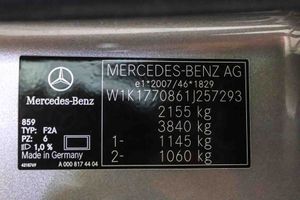 MERCEDES-BENZ AG
e1*2007/46*1829
W1K1770861J257293
2155 kg
3840 kg
1- 1145 kg
2- 1060 kg
Mercedes-Benz
859
TYP: F2A
PZ: 6
1,0 %
Made in Germany
A 000 817 44 04